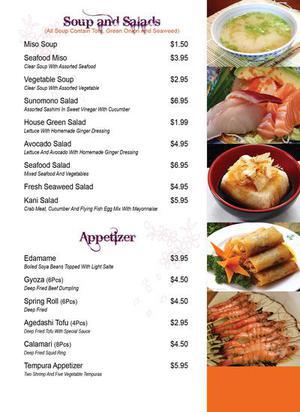 Soup and Salads
(All Soup Contain Tofu, Green Onion And Seaweed)
Miso Soup $1.50
Seafood Miso $3.95
Clear Soup With Assorted Seafood
Vegetable Soup $2.95
Clear Soup With Assorted Vegetable
Sunomono Salad $6.95
Assorted Sashimi In Sweet Vinegar With Cucumber
House Green Salad $1.99
Lettuce With Homemade Ginger Dressing
Avocado Salad $4.95
Lettuce And Avocado With Homemade Ginger Dressing
Seafood Salad $6.95
Mixed Seafood And Vegetables
Fresh Seaweed Salad $4.95
Kani Salad $5.95
Crab Meat, Cucumber And Flying Fish Egg Mix With Mayonnaise
Appetizer
Edamame $3.95
Boiled Soya Beans Topped With Light Salte
Gyoza (6Pcs) $4.50
Deep Fried Beef Dumpling
Spring Roll (6Pcs) $4.50
Deep Fried
Agedashi Tofu (4Pcs) $2.95
Deep Fried Tofu With Special Sauce
Calamari (8Pcs) $4.50
Deep Fried Squid Ring
Tempura Appetizer $5.95
Two Shrimp And Five Vegetable Tempuras